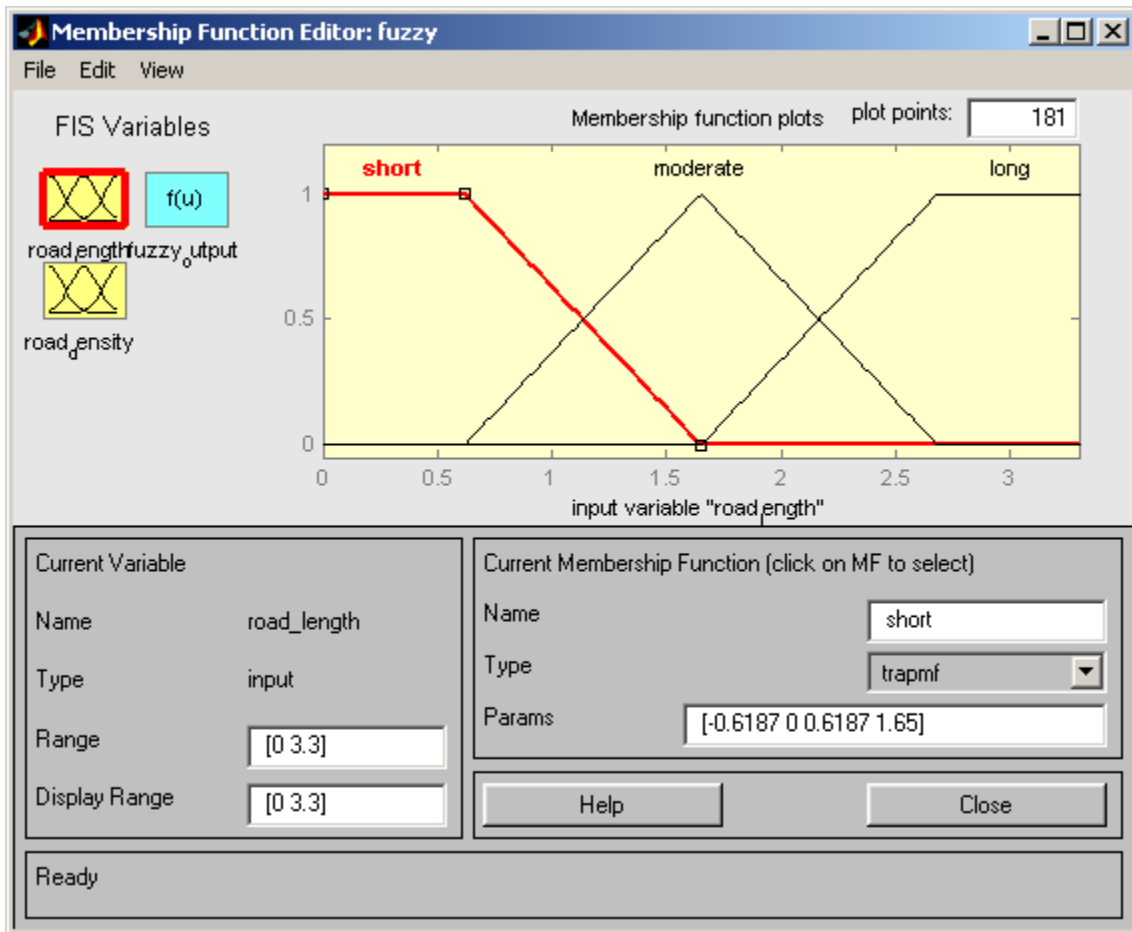 Membership Function Editor: fuzzy
File Edit View
FIS Variables
Membership function plots plot points: 181
f(u)
road_length fuzzy_output
road_density
short moderate long
1
0.5
0
0 0.5 1 1.5 2 2.5 3
input variable "road_length"
Current Variable
Name road_length
Type input
Range [0 3.3]
Display Range [0 3.3]
Current Membership Function (click on MF to select)
Name short
Type trapmf
Params [-0.6187 0 0.6187 1.65]
Help Close
Ready